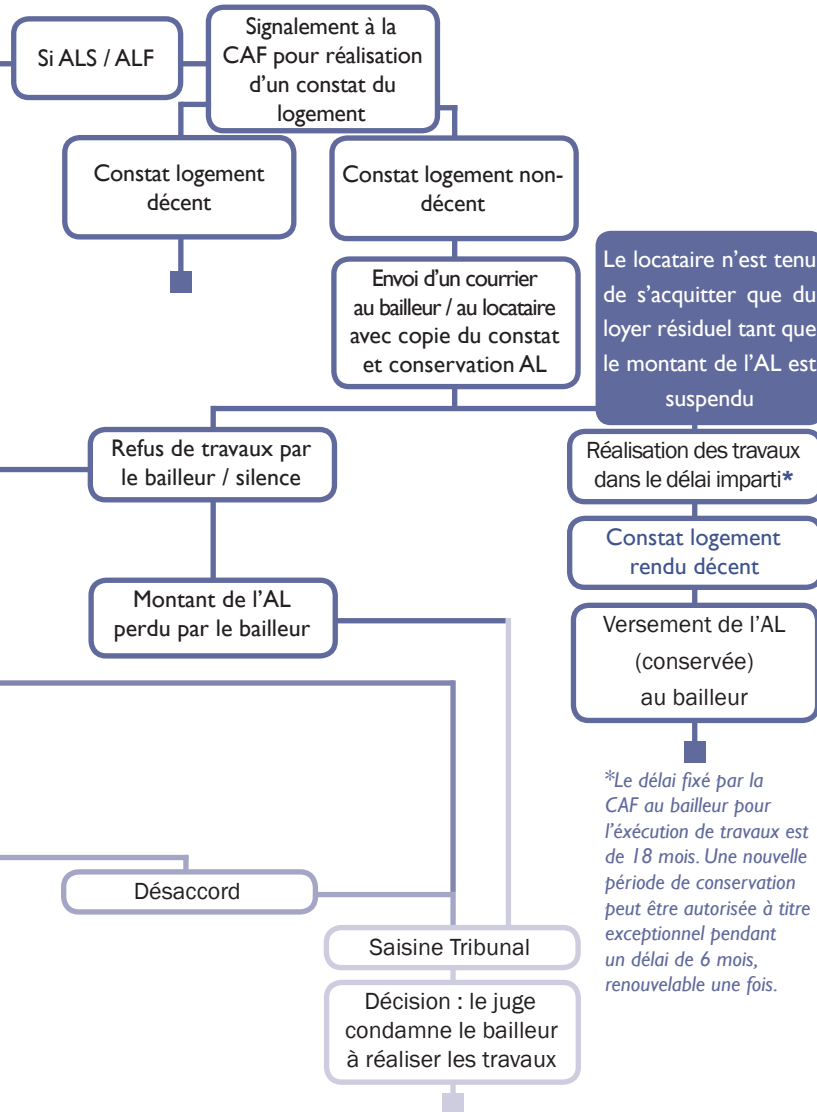 Si ALS / ALF
Signalement à la
CAF pour réalisation
d'un constat du
logement
Constat logement
décent
Constat logement non-
décent
Envoi d'un courrier
au bailleur / au locataire
avec copie du constat
et conservation AL
Le locataire n'est tenu
de s'acquitter que du
loyer résiduel tant que
le montant de l'AL est
suspendu
Refus de travaux par
le bailleur / silence
Réalisation des travaux
dans le délai imparti*
Constat logement
rendu décent
Montant de l'AL
perdu par le bailleur
Versement de l'AL
(conservée)
au bailleur
*Le délai fixé par la
CAF au bailleur pour
l'éxécution de travaux est
de 18 mois. Une nouvelle
période de conservation
peut être autorisée à titre
exceptionnel pendant
un délai de 6 mois,
renouvelable une fois.
Désaccord
Saisine Tribunal
Décision : le juge
condamne le bailleur
à réaliser les travaux